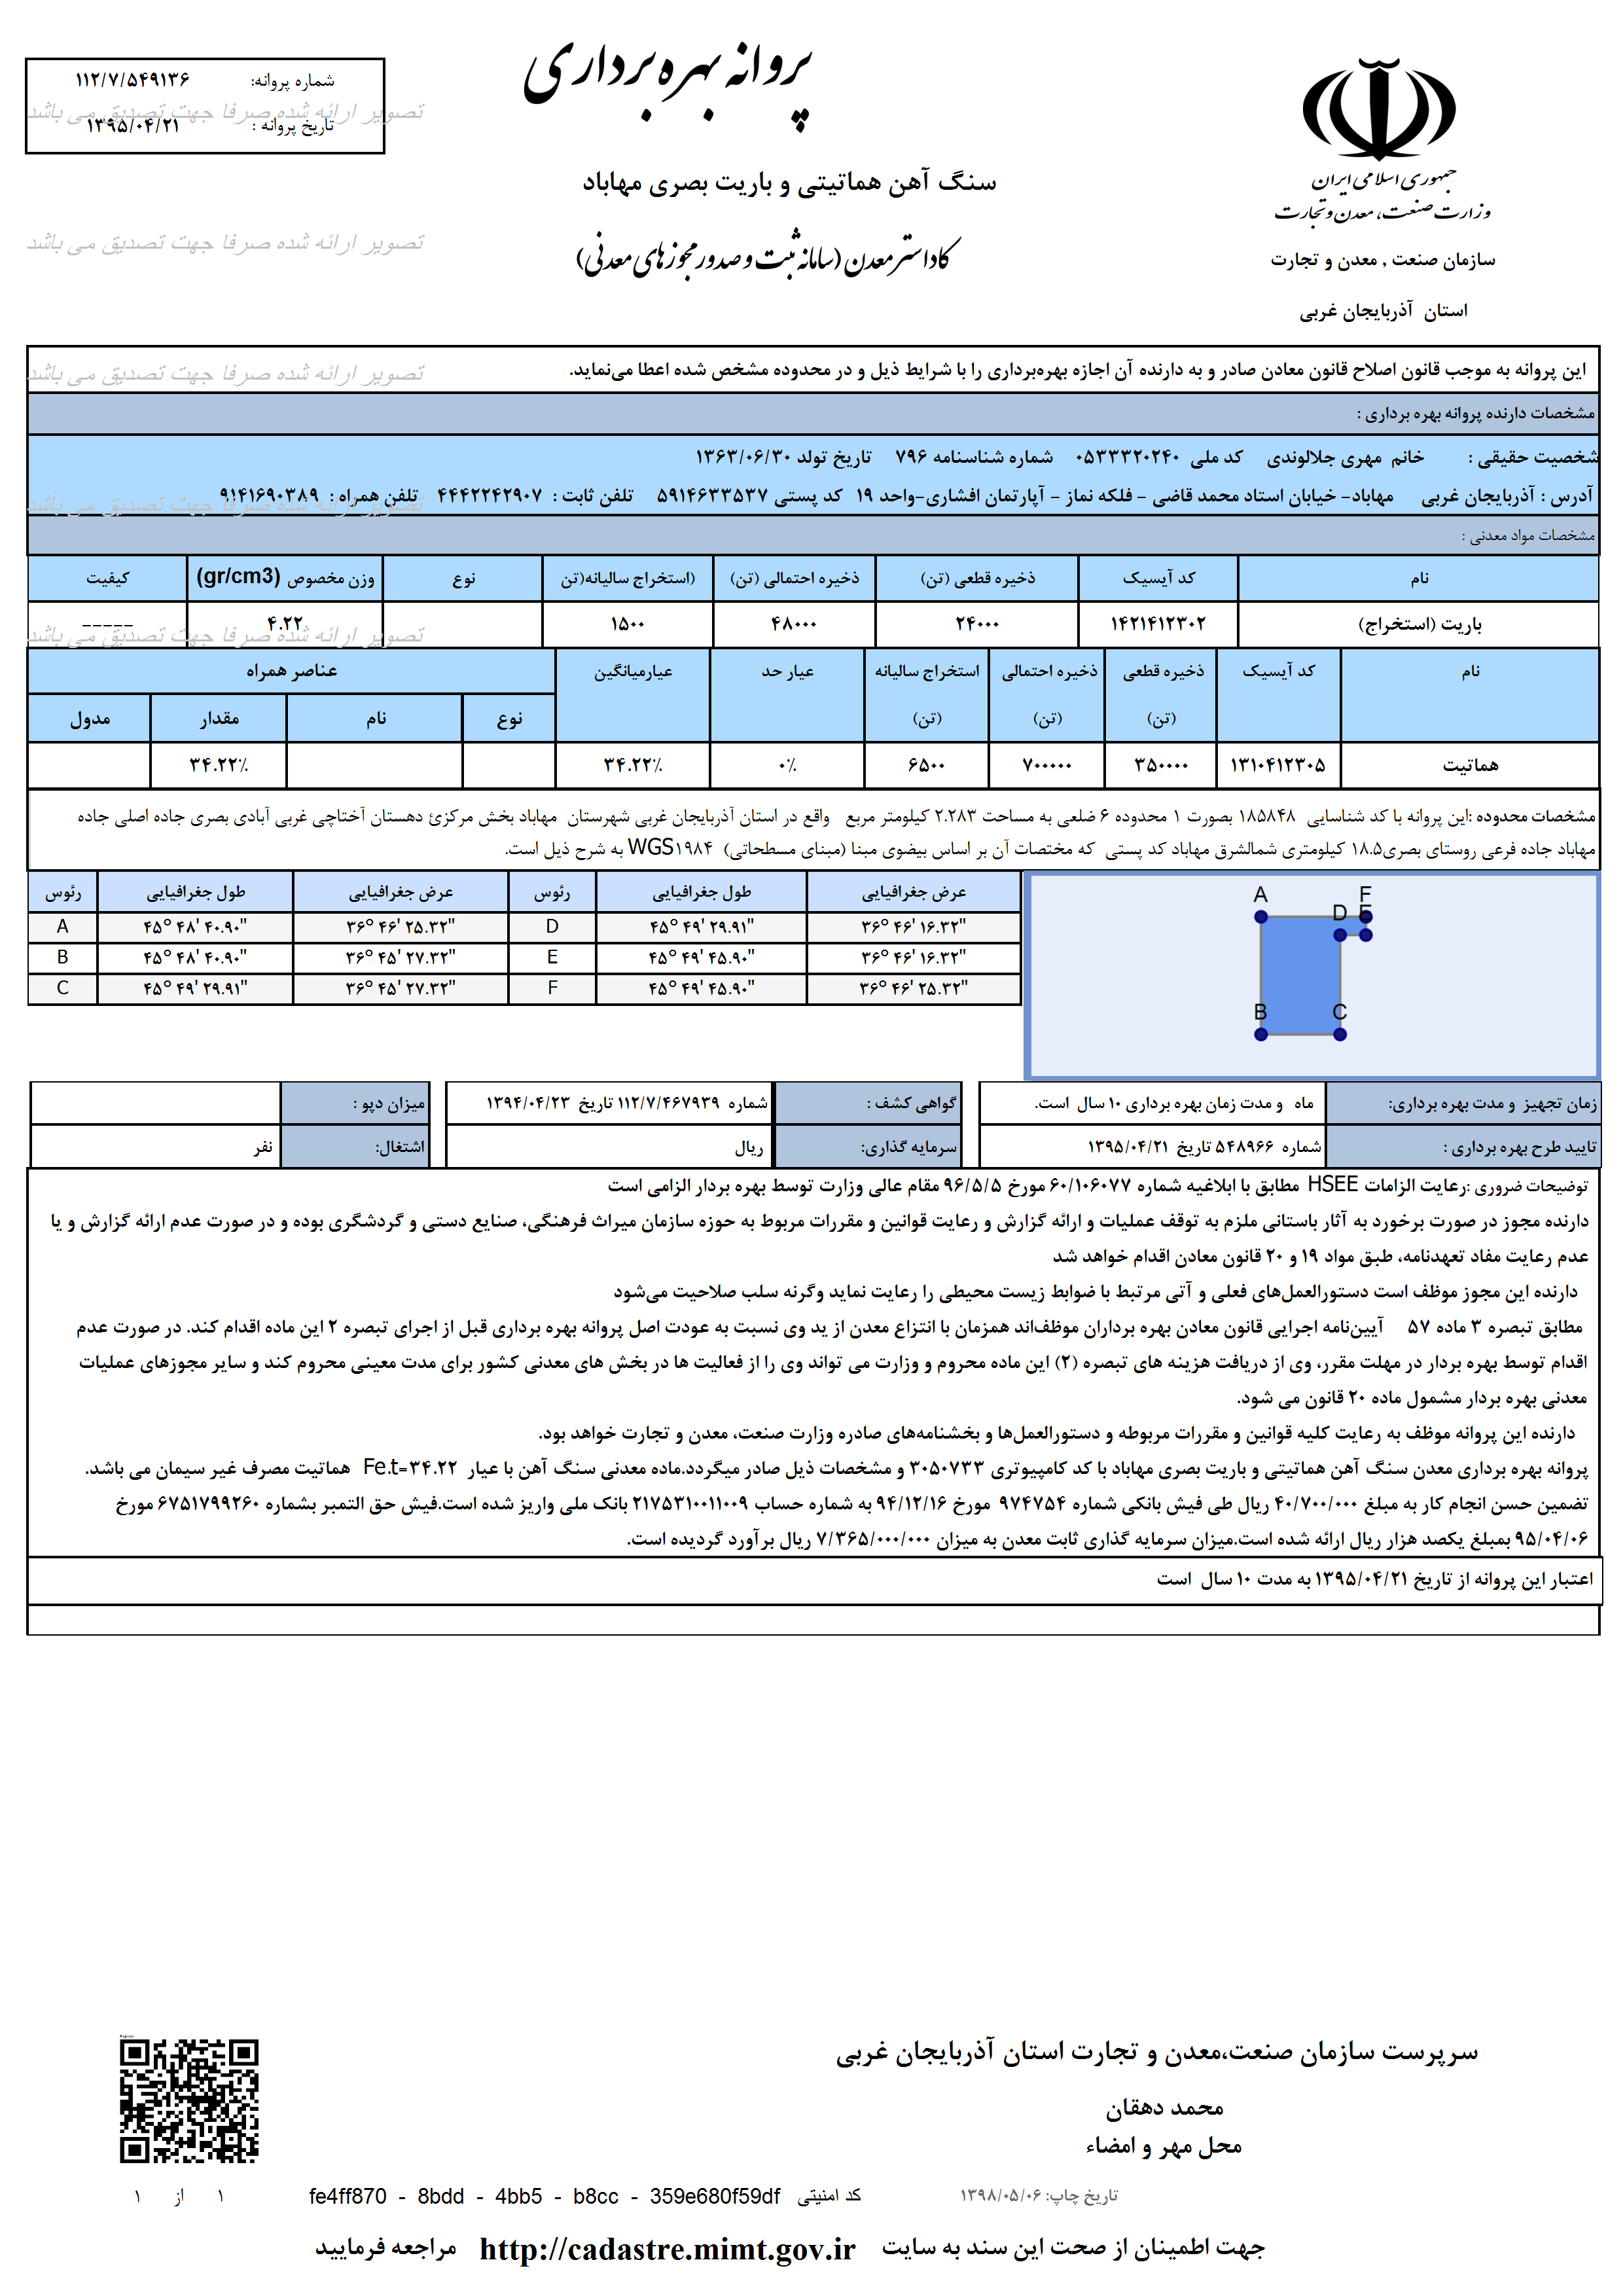 پروانه بهره برداری
شماره پروانه: ۱۱۲/۷/۵۴۹۱۳۶
تاریخ پروانه : ۱۳۹۵/۰۴/۲۱
تصویر ارائه شده صرفا جهت تصدیق می باشد
جمهوری اسلامی ایران
وزارت صنعت، معدن و تجارت
سازمان صنعت , معدن و تجارت
استان آذربایجان غربی
سنگ آهن هماتیتی و باریت بصری مهاباد
کاداستر معدن (سامانه ثبت و صدور مجوزهای معدنی)
تصویر ارائه شده صرفا جهت تصدیق می باشد
تصویر ارائه شده صرفا جهت تصدیق می باشد
این پروانه به موجب قانون اصلاح قانون معادن صادر و به دارنده آن اجازه بهره‌برداری را با شرایط ذیل و در محدوده مشخص شده اعطا می‌نماید.
مشخصات دارنده پروانه بهره برداری :
شخصیت حقیقی : خانم مهری جلالوندی کد ملی ۰۵۳۳۳۲۰۲۴۰ شماره شناسنامه ۷۹۶ تاریخ تولد ۱۳۶۳/۰۶/۳۰
آدرس : آذربایجان غربی مهاباد- خیابان استاد محمد قاضی - فلکه نماز - آپارتمان افشاری-واحد ۱۹ کد پستی ۵۹۱۴۶۳۳۵۳۷ تلفن ثابت : ۴۴۴۲۲۴۲۹۰۷ تلفن همراه : ۹۱۴۱۶۹۰۳۸۹
تصویر ارائه شده صرفا جهت تصدیق می باشد
مشخصات مواد معدنی :
نام کد آیسیک ذخیره قطعی (تن) ذخیره احتمالی (تن) استخراج سالیانه(تن) نوع وزن مخصوص (gr/cm3) کیفیت
باریت (استخراج) ۱۴۲۱۴۱۲۳۰۲ ۲۴۰۰۰ ۴۸۰۰۰ ۱۵۰۰ ۴.۲۲ -----
تصویر ارائه شده صرفا جهت تصدیق می باشد
نام کد آیسیک ذخیره قطعی (تن) ذخیره احتمالی (تن) استخراج سالیانه (تن) عیار حد عیارمیانگین عناصر همراه
نوع نام مقدار مدول
هماتیت ۱۳۱۰۴۱۲۳۰۵ ۳۵۰۰۰۰ ۷۰۰۰۰۰ ۶۵۰۰ ۰٪ ۳۴.۲۲٪ ۳۴.۲۲٪
مشخصات محدوده :این پروانه با کد شناسایی ۱۸۵۸۴۸ بصورت ۱ محدوده ۶ ضلعی به مساحت ۲.۲۸۳ کیلومتر مربع واقع در استان آذربایجان غربی شهرستان مهاباد بخش مرکزئ دهستان آختاچی غربی آبادی بصری جاده اصلی جاده
مهاباد جاده فرعی روستای بصری۱۸.۵ کیلومتری شمالشرق مهاباد کد پستی که مختصات آن بر اساس بیضوی مبنا (مبنای مسطحاتی) WGS۱۹۸۴ به شرح ذیل است.
رئوس طول جغرافیایی عرض جغرافیایی رئوس طول جغرافیایی عرض جغرافیایی
A ۴۵° ۴۸' ۴۰.۹۰" ۳۶° ۴۶' ۲۵.۳۲" D ۴۵° ۴۹' ۲۹.۹۱" ۳۶° ۴۶' ۱۶.۳۲"
B ۴۵° ۴۸' ۴۰.۹۰" ۳۶° ۴۵' ۲۷.۳۲" E ۴۵° ۴۹' ۴۵.۹۰" ۳۶° ۴۶' ۱۶.۳۲"
C ۴۵° ۴۹' ۲۹.۹۱" ۳۶° ۴۵' ۲۷.۳۲" F ۴۵° ۴۹' ۴۵.۹۰" ۳۶° ۴۶' ۲۵.۳۲"
A F
D E
B C
زمان تجهیز و مدت بهره برداری: ماه و مدت زمان بهره برداری ۱۰ سال است. گواهی کشف : شماره ۱۱۲/۷/۴۶۷۹۳۹ تاریخ ۱۳۹۴/۰۴/۲۳ میزان دپو :
تایید طرح بهره برداری : شماره ۵۴۸۹۶۶ تاریخ ۱۳۹۵/۰۴/۲۱ سرمایه گذاری: ریال اشتغال: نفر
توضیحات ضروری :رعایت الزامات HSEE مطابق با ابلاغیه شماره ۶۰/۱۰۶۰۷۷ مورخ ۹۶/۵/۵ مقام عالی وزارت توسط بهره بردار الزامی است
دارنده مجوز در صورت برخورد به آثار باستانی ملزم به توقف عملیات و ارائه گزارش و رعایت قوانین و مقررات مربوط به حوزه سازمان میراث فرهنگی، صنایع دستی و گردشگری بوده و در صورت عدم ارائه گزارش و یا
عدم رعایت مفاد تعهدنامه، طبق مواد ۱۹ و ۲۰ قانون معادن اقدام خواهد شد
دارنده این مجوز موظف است دستورالعمل‌های فعلی و آتی مرتبط با ضوابط زیست محیطی را رعایت نماید وگرنه سلب صلاحیت می‌شود
مطابق تبصره ۳ ماده ۵۷ آیین‌نامه اجرایی قانون معادن بهره برداران موظف‌اند همزمان با انتزاع معدن از ید وی نسبت به عودت اصل پروانه بهره برداری قبل از اجرای تبصره ۲ این ماده اقدام کند. در صورت عدم
اقدام توسط بهره بردار در مهلت مقرر، وی از دریافت هزینه های تبصره (۲) این ماده محروم و وزارت می تواند وی را از فعالیت ها در بخش های معدنی کشور برای مدت معینی محروم کند و سایر مجوزهای عملیات
معدنی بهره بردار مشمول ماده ۲۰ قانون می شود.
دارنده این پروانه موظف به رعایت کلیه قوانین و مقررات مربوطه و دستورالعمل‌ها و بخشنامه‌های صادره وزارت صنعت، معدن و تجارت خواهد بود.
پروانه بهره برداری معدن سنگ آهن هماتیتی و باریت بصری مهاباد با کد کامپیوتری ۳۰۵۰۷۳۳ و مشخصات ذیل صادر میگردد.ماده معدنی سنگ آهن با عیار Fe.t=۳۴.۲۲ هماتیت مصرف غیر سیمان می باشد.
تضمین حسن انجام کار به مبلغ ۴۰/۷۰۰/۰۰۰ ریال طی فیش بانکی شماره ۹۷۴۷۵۴ مورخ ۹۴/۱۲/۱۶ به شماره حساب ۲۱۷۵۳۱۰۰۱۱۰۰۹ بانک ملی واریز شده است.فیش حق التمبر بشماره ۶۷۵۱۷۹۹۲۶۰ مورخ
۹۵/۰۴/۰۶ بمبلغ یکصد هزار ریال ارائه شده است.میزان سرمایه گذاری ثابت معدن به میزان ۷/۳۶۵/۰۰۰/۰۰۰ ریال برآورد گردیده است.
اعتبار این پروانه از تاریخ ۱۳۹۵/۰۴/۲۱ به مدت ۱۰ سال است
سرپرست سازمان صنعت،معدن و تجارت استان آذربایجان غربی
محمد دهقان
محل مهر و امضاء
تاریخ چاپ: ۱۳۹۸/۰۵/۰۶ کد امنیتی fe4ff870 - 8bdd - 4bb5 - b8cc - 359e680f59df ۱ از ۱
جهت اطمینان از صحت این سند به سایت http://cadastre.mimt.gov.ir مراجعه فرمایید